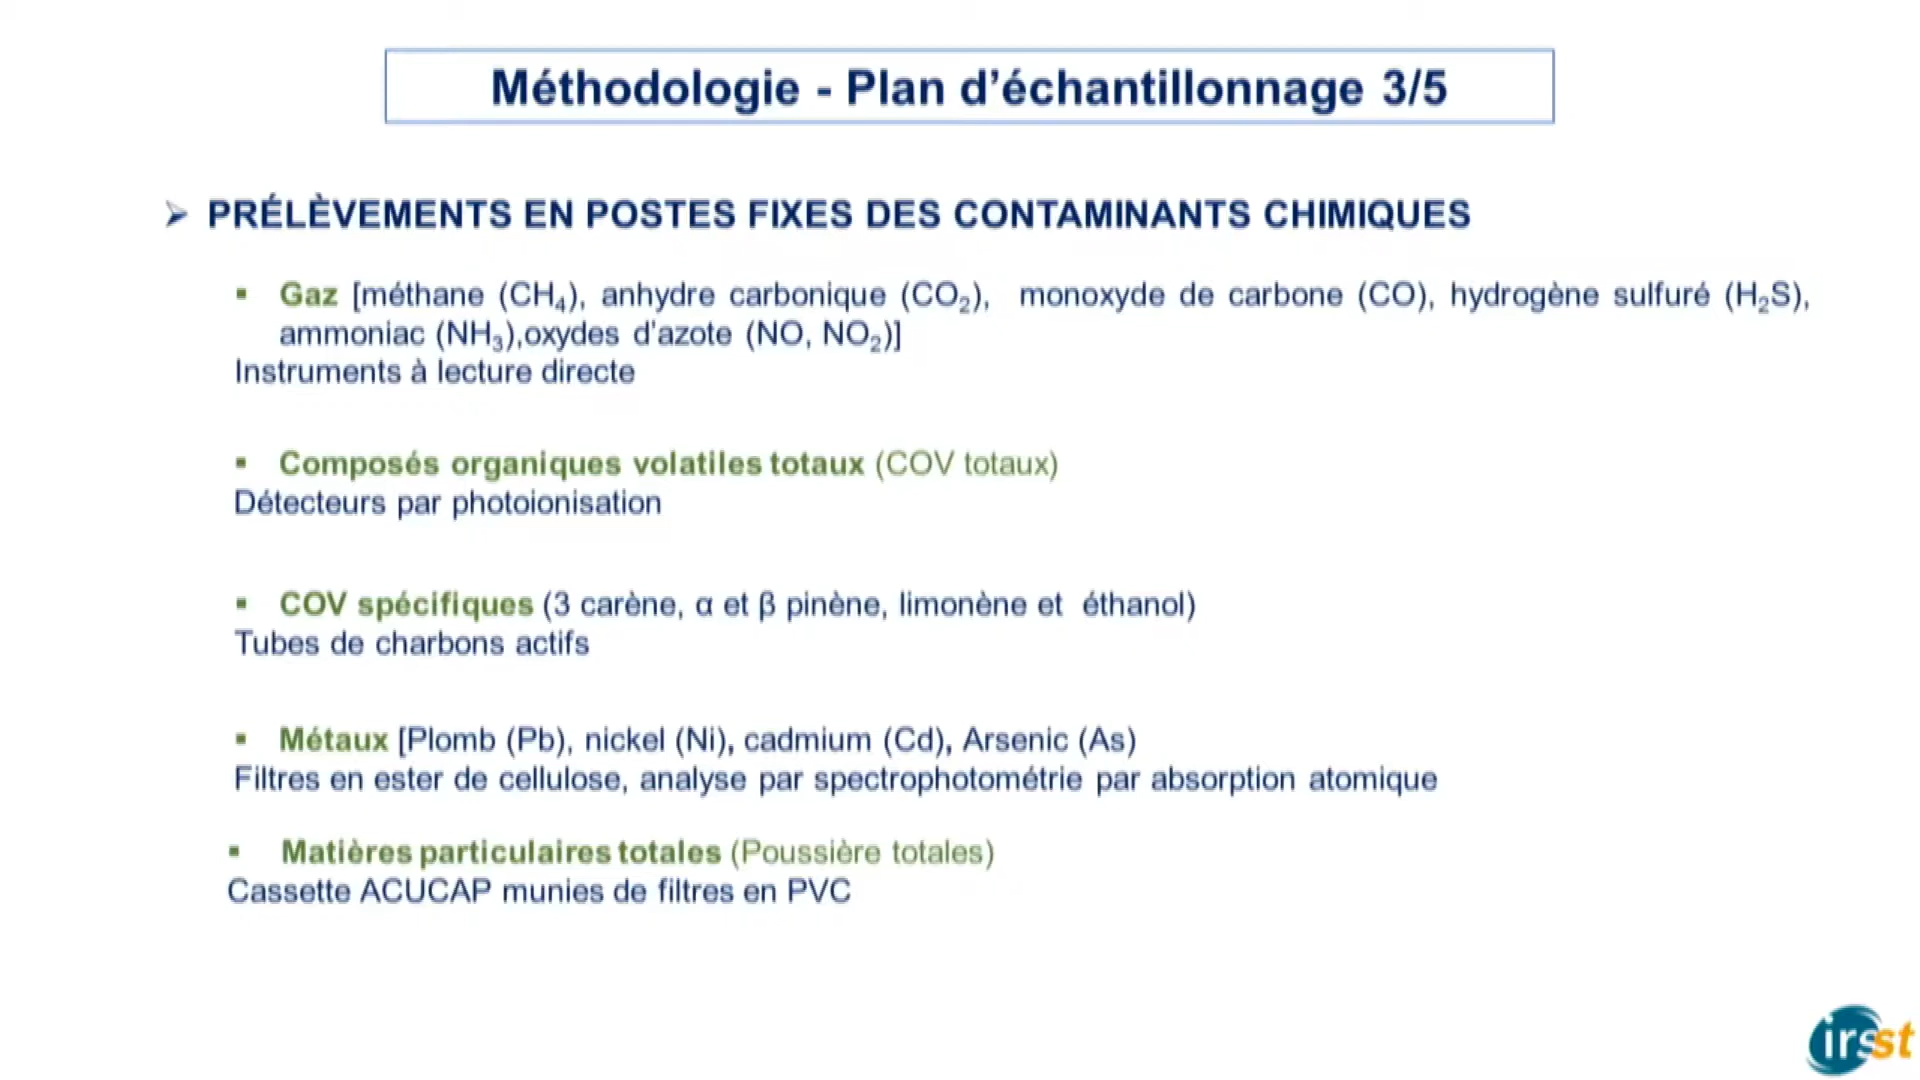 Méthodologie - Plan d’échantillonnage 3/5
➢ PRÉLÈVEMENTS EN POSTES FIXES DES CONTAMINANTS CHIMIQUES
▪ Gaz [méthane (CH₄), anhydre carbonique (CO₂), monoxyde de carbone (CO), hydrogène sulfuré (H₂S),
ammoniac (NH₃),oxydes d'azote (NO, NO₂)]
Instruments à lecture directe
▪ Composés organiques volatiles totaux (COV totaux)
Détecteurs par photoionisation
▪ COV spécifiques (3 carène, α et β pinène, limonène et éthanol)
Tubes de charbons actifs
▪ Métaux [Plomb (Pb), nickel (Ni), cadmium (Cd), Arsenic (As)
Filtres en ester de cellulose, analyse par spectrophotométrie par absorption atomique
▪ Matières particulaires totales (Poussière totales)
Cassette ACUCAP munies de filtres en PVC
irsst